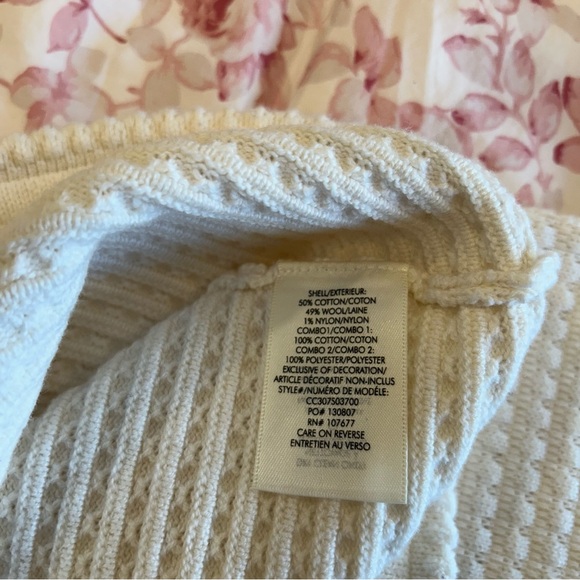 SHELL/EXTERIEUR:
50% COTTON/COTON
49% WOOL/LAINE
1% NYLON/NYLON
COMBO1/COMBO 1:
100% COTTON/COTON
COMBO 2/COMBO 2:
100% POLYESTER/POLYESTER
EXCLUSIVE OF DECORATION/
ARTICLE DÉCORATIF NON-INCLUS
STYLE#/NUMÉRO DE MODÈLE:
CC307S03700
PO# 130807
RN# 107677
CARE ON REVERSE
ENTRETIEN AU VERSO